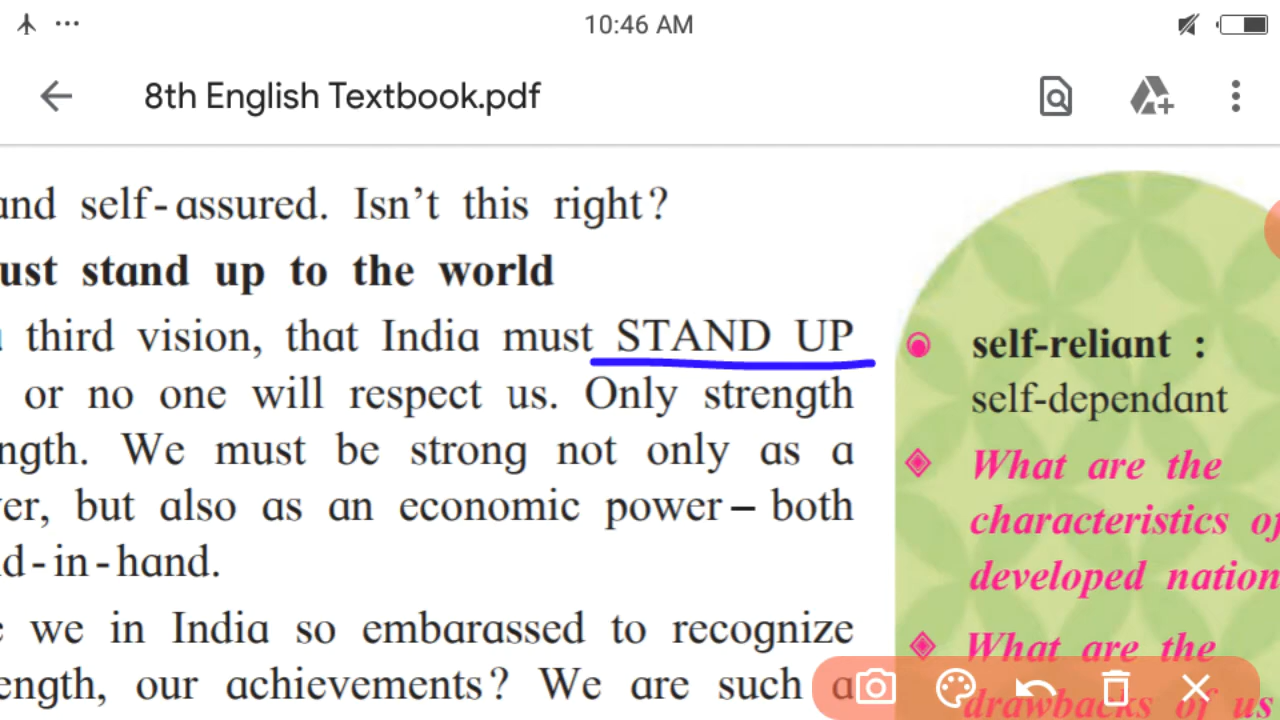 10:46 AM
8th English Textbook.pdf
and self-assured. Isn't this right?
ust stand up to the world
third vision, that India must STAND UP
or no one will respect us. Only strength
ngth. We must be strong not only as a
er, but also as an economic power – both
d-in-hand.
we in India so embarassed to recognize
ength, our achievements? We are such a
self-reliant :
self-dependant
What are the
characteristics of
developed nation
What are the
drawbacks of us